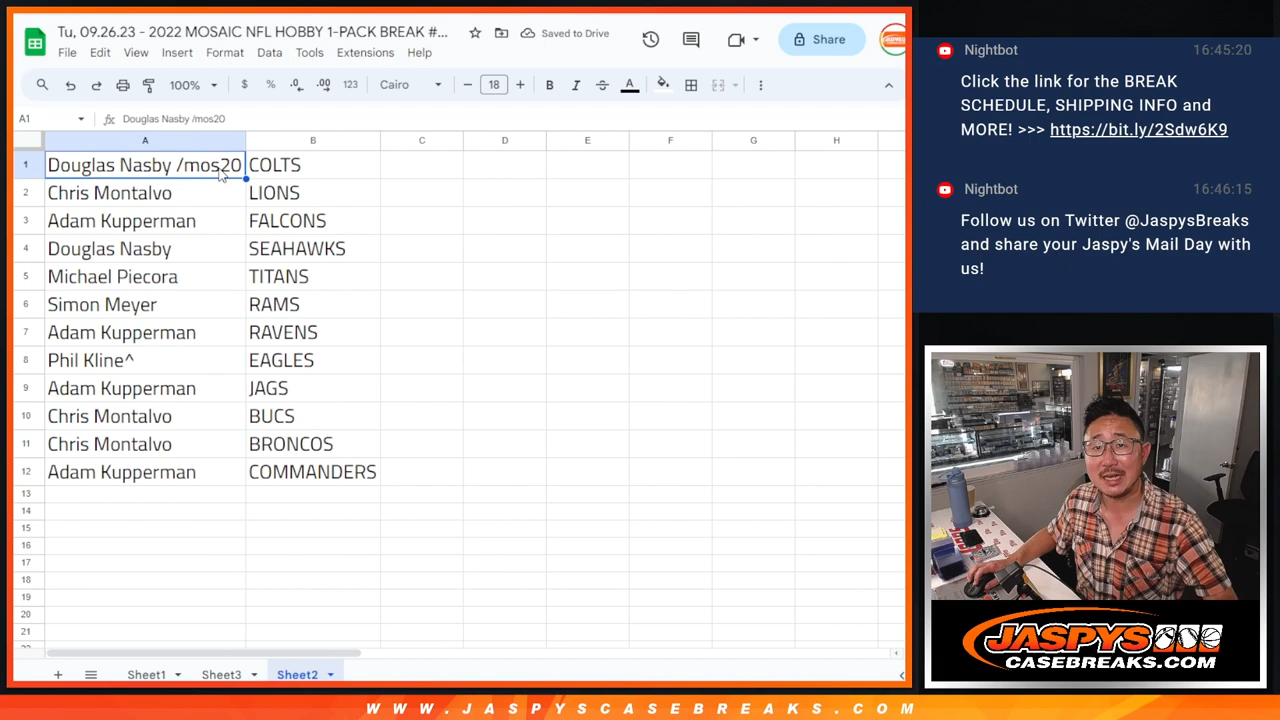 Tu, 09.26.23 - 2022 MOSAIC NFL HOBBY 1-PACK BREAK #...
Saved to Drive
Share
JASPYS
File Edit View Insert Format Data Tools Extensions Help
100% $ % .0 .00 123 Cairo 18 B I S A
A1 fx Douglas Nasby /mos20
A B C D E F G H
1 Douglas Nasby /mos20 COLTS
2 Chris Montalvo LIONS
3 Adam Kupperman FALCONS
4 Douglas Nasby SEAHAWKS
5 Michael Piecora TITANS
6 Simon Meyer RAMS
7 Adam Kupperman RAVENS
8 Phil Kline^ EAGLES
9 Adam Kupperman JAGS
10 Chris Montalvo BUCS
11 Chris Montalvo BRONCOS
12 Adam Kupperman COMMANDERS
13
14
15
16
17
18
19
20
21
Sheet1 Sheet3 Sheet2
Nightbot 16:45:20
Click the link for the BREAK
SCHEDULE, SHIPPING INFO and
MORE! >>> https://bit.ly/2Sdw6K9
Nightbot 16:46:15
Follow us on Twitter @JaspysBreaks
and share your Jaspy's Mail Day with
us!
JASPYS
CASEBREAKS.COM
WWW.JASPYSCASEBREAKS.COM